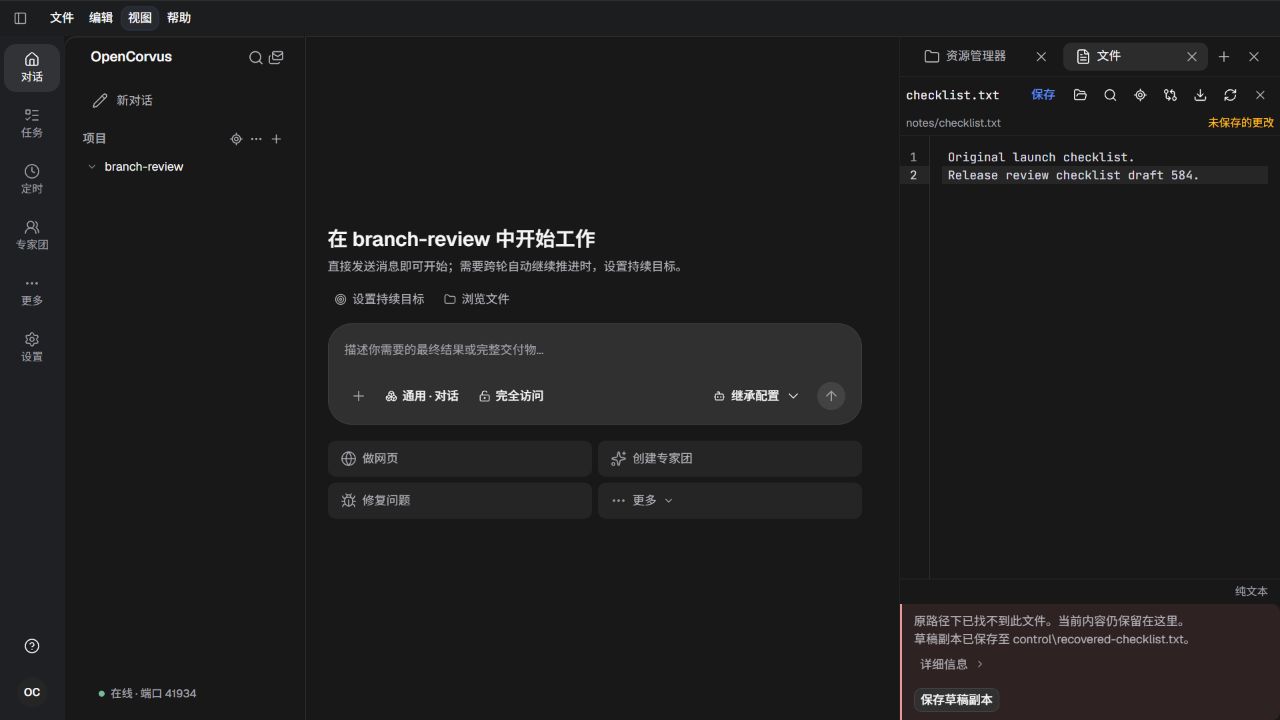 文件 编辑 视图 帮助
对话
任务
定时
专家团
更多
设置
OC
OpenCorvus
新对话
项目
branch-review
在线 · 端口 41934
在 branch-review 中开始工作
直接发送消息即可开始；需要跨轮自动继续推进时，设置持续目标。
设置持续目标 浏览文件
描述你需要的最终结果或完整交付物...
通用 · 对话 完全访问 继承配置
做网页 创建专家团
修复问题 更多
资源管理器 文件
checklist.txt 保存
notes/checklist.txt 未保存的更改
1 Original launch checklist.
2 Release review checklist draft 584.
纯文本
原路径下已找不到此文件。当前内容仍保留在这里。
草稿副本已保存至 control\recovered-checklist.txt。
详细信息
保存草稿副本